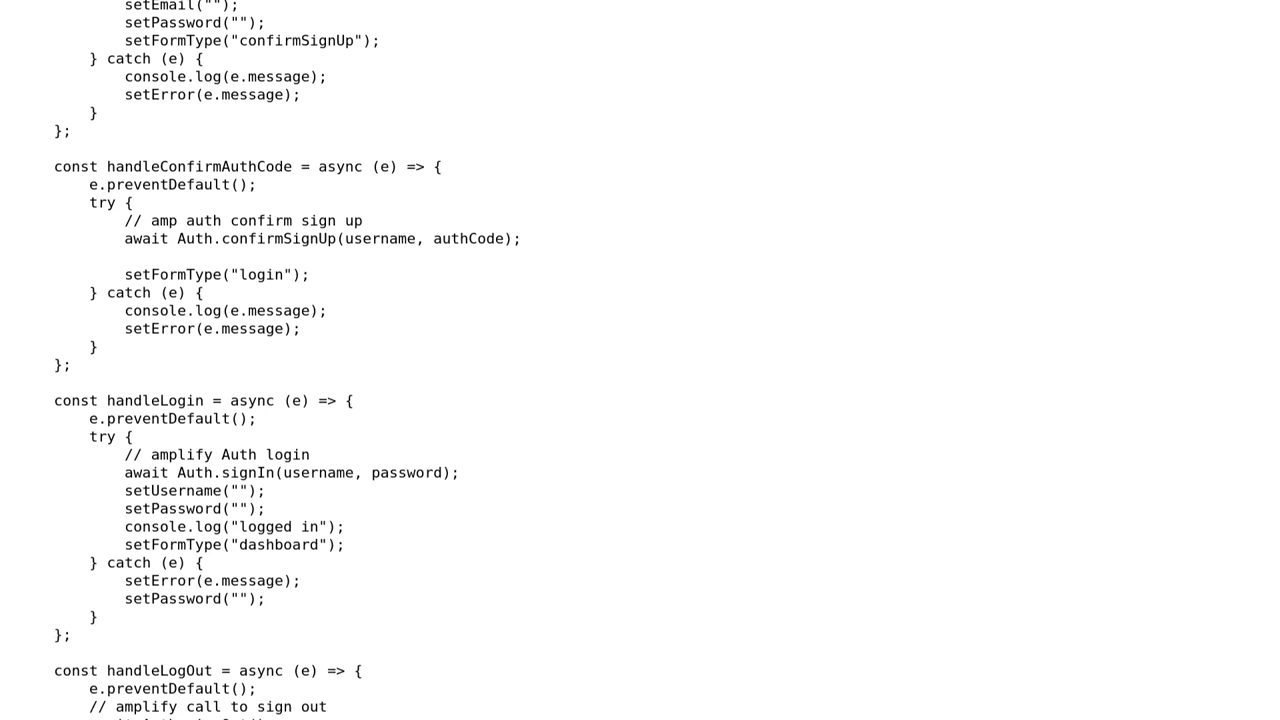 setEmail("");
        setPassword("");
        setFormType("confirmSignUp");
    } catch (e) {
        console.log(e.message);
        setError(e.message);
    }
};

const handleConfirmAuthCode = async (e) => {
    e.preventDefault();
    try {
        // amp auth confirm sign up
        await Auth.confirmSignUp(username, authCode);

        setFormType("login");
    } catch (e) {
        console.log(e.message);
        setError(e.message);
    }
};

const handleLogin = async (e) => {
    e.preventDefault();
    try {
        // amplify Auth login
        await Auth.signIn(username, password);
        setUsername("");
        setPassword("");
        console.log("logged in");
        setFormType("dashboard");
    } catch (e) {
        setError(e.message);
        setPassword("");
    }
};

const handleLogOut = async (e) => {
    e.preventDefault();
    // amplify call to sign out